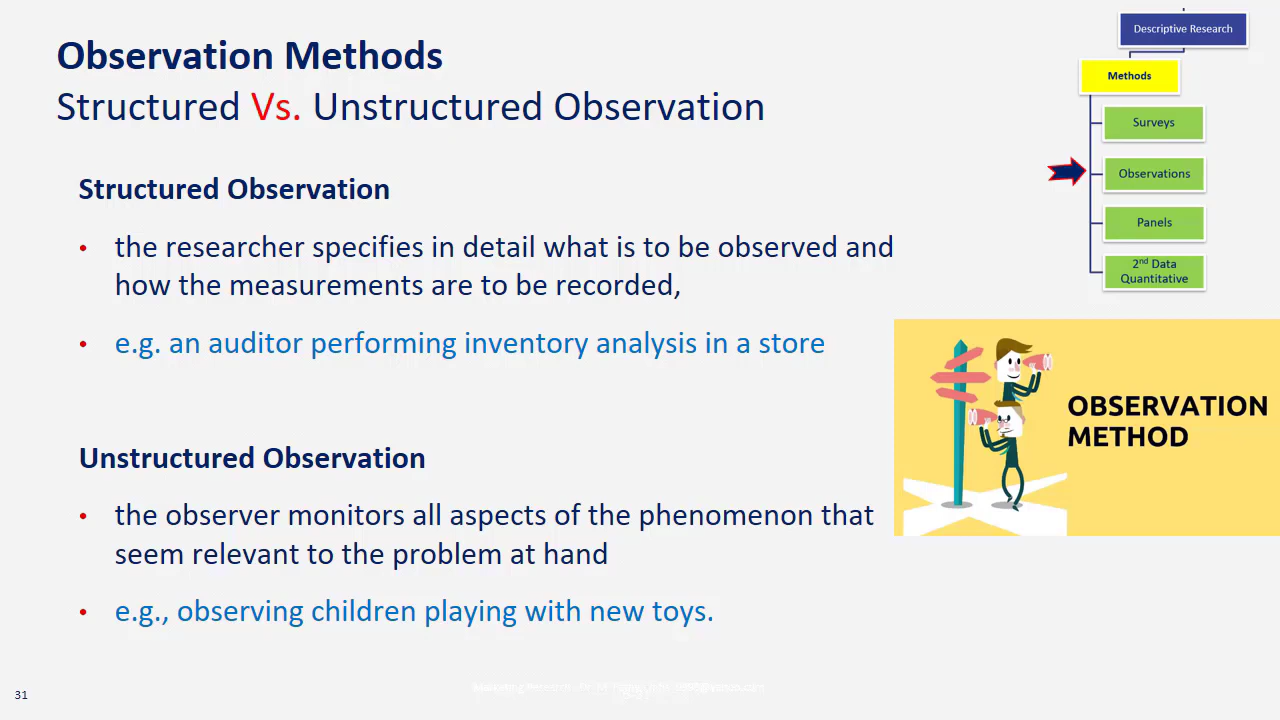 Observation Methods
Structured Vs. Unstructured Observation
Structured Observation
• the researcher specifies in detail what is to be observed and
how the measurements are to be recorded,
• e.g. an auditor performing inventory analysis in a store
Unstructured Observation
• the observer monitors all aspects of the phenomenon that
seem relevant to the problem at hand
• e.g., observing children playing with new toys.
Descriptive Research
Methods
Surveys
Observations
Panels
2nd Data
Quantitative
OBSERVATION
METHOD
31